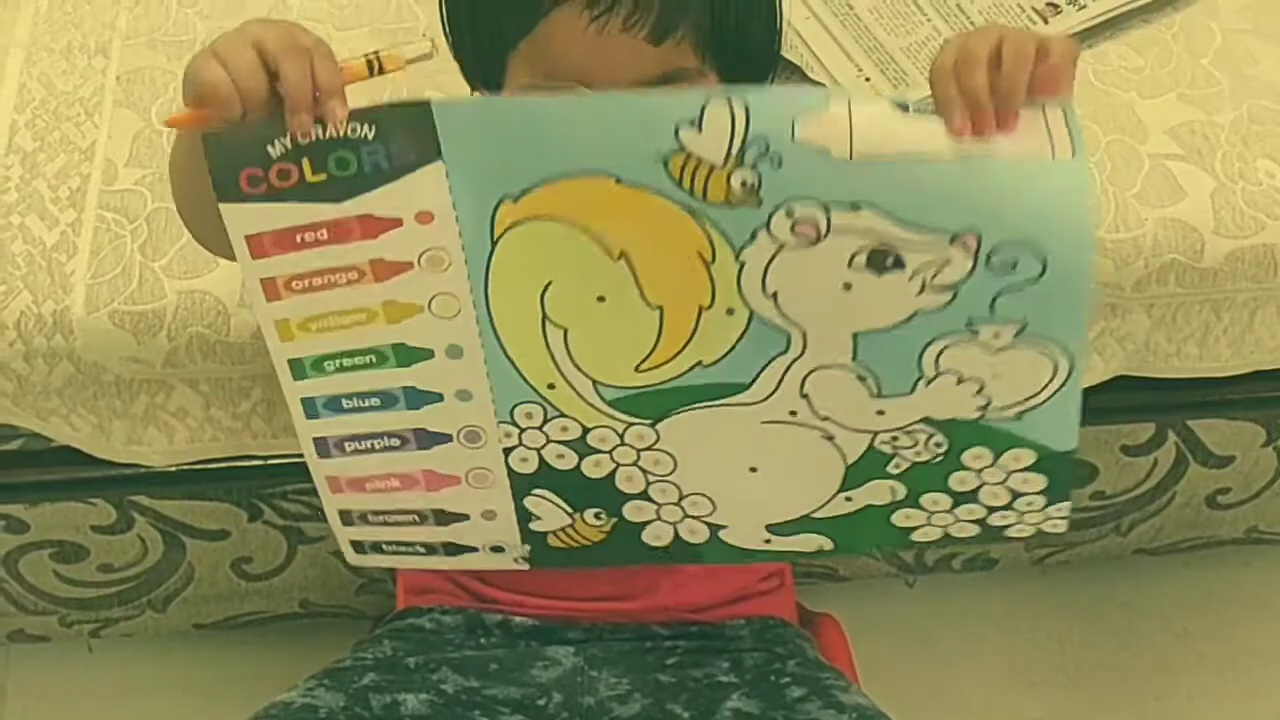 MY CRAYON
COLORS
red
orange
yellow
green
blue
purple
pink
brown
black